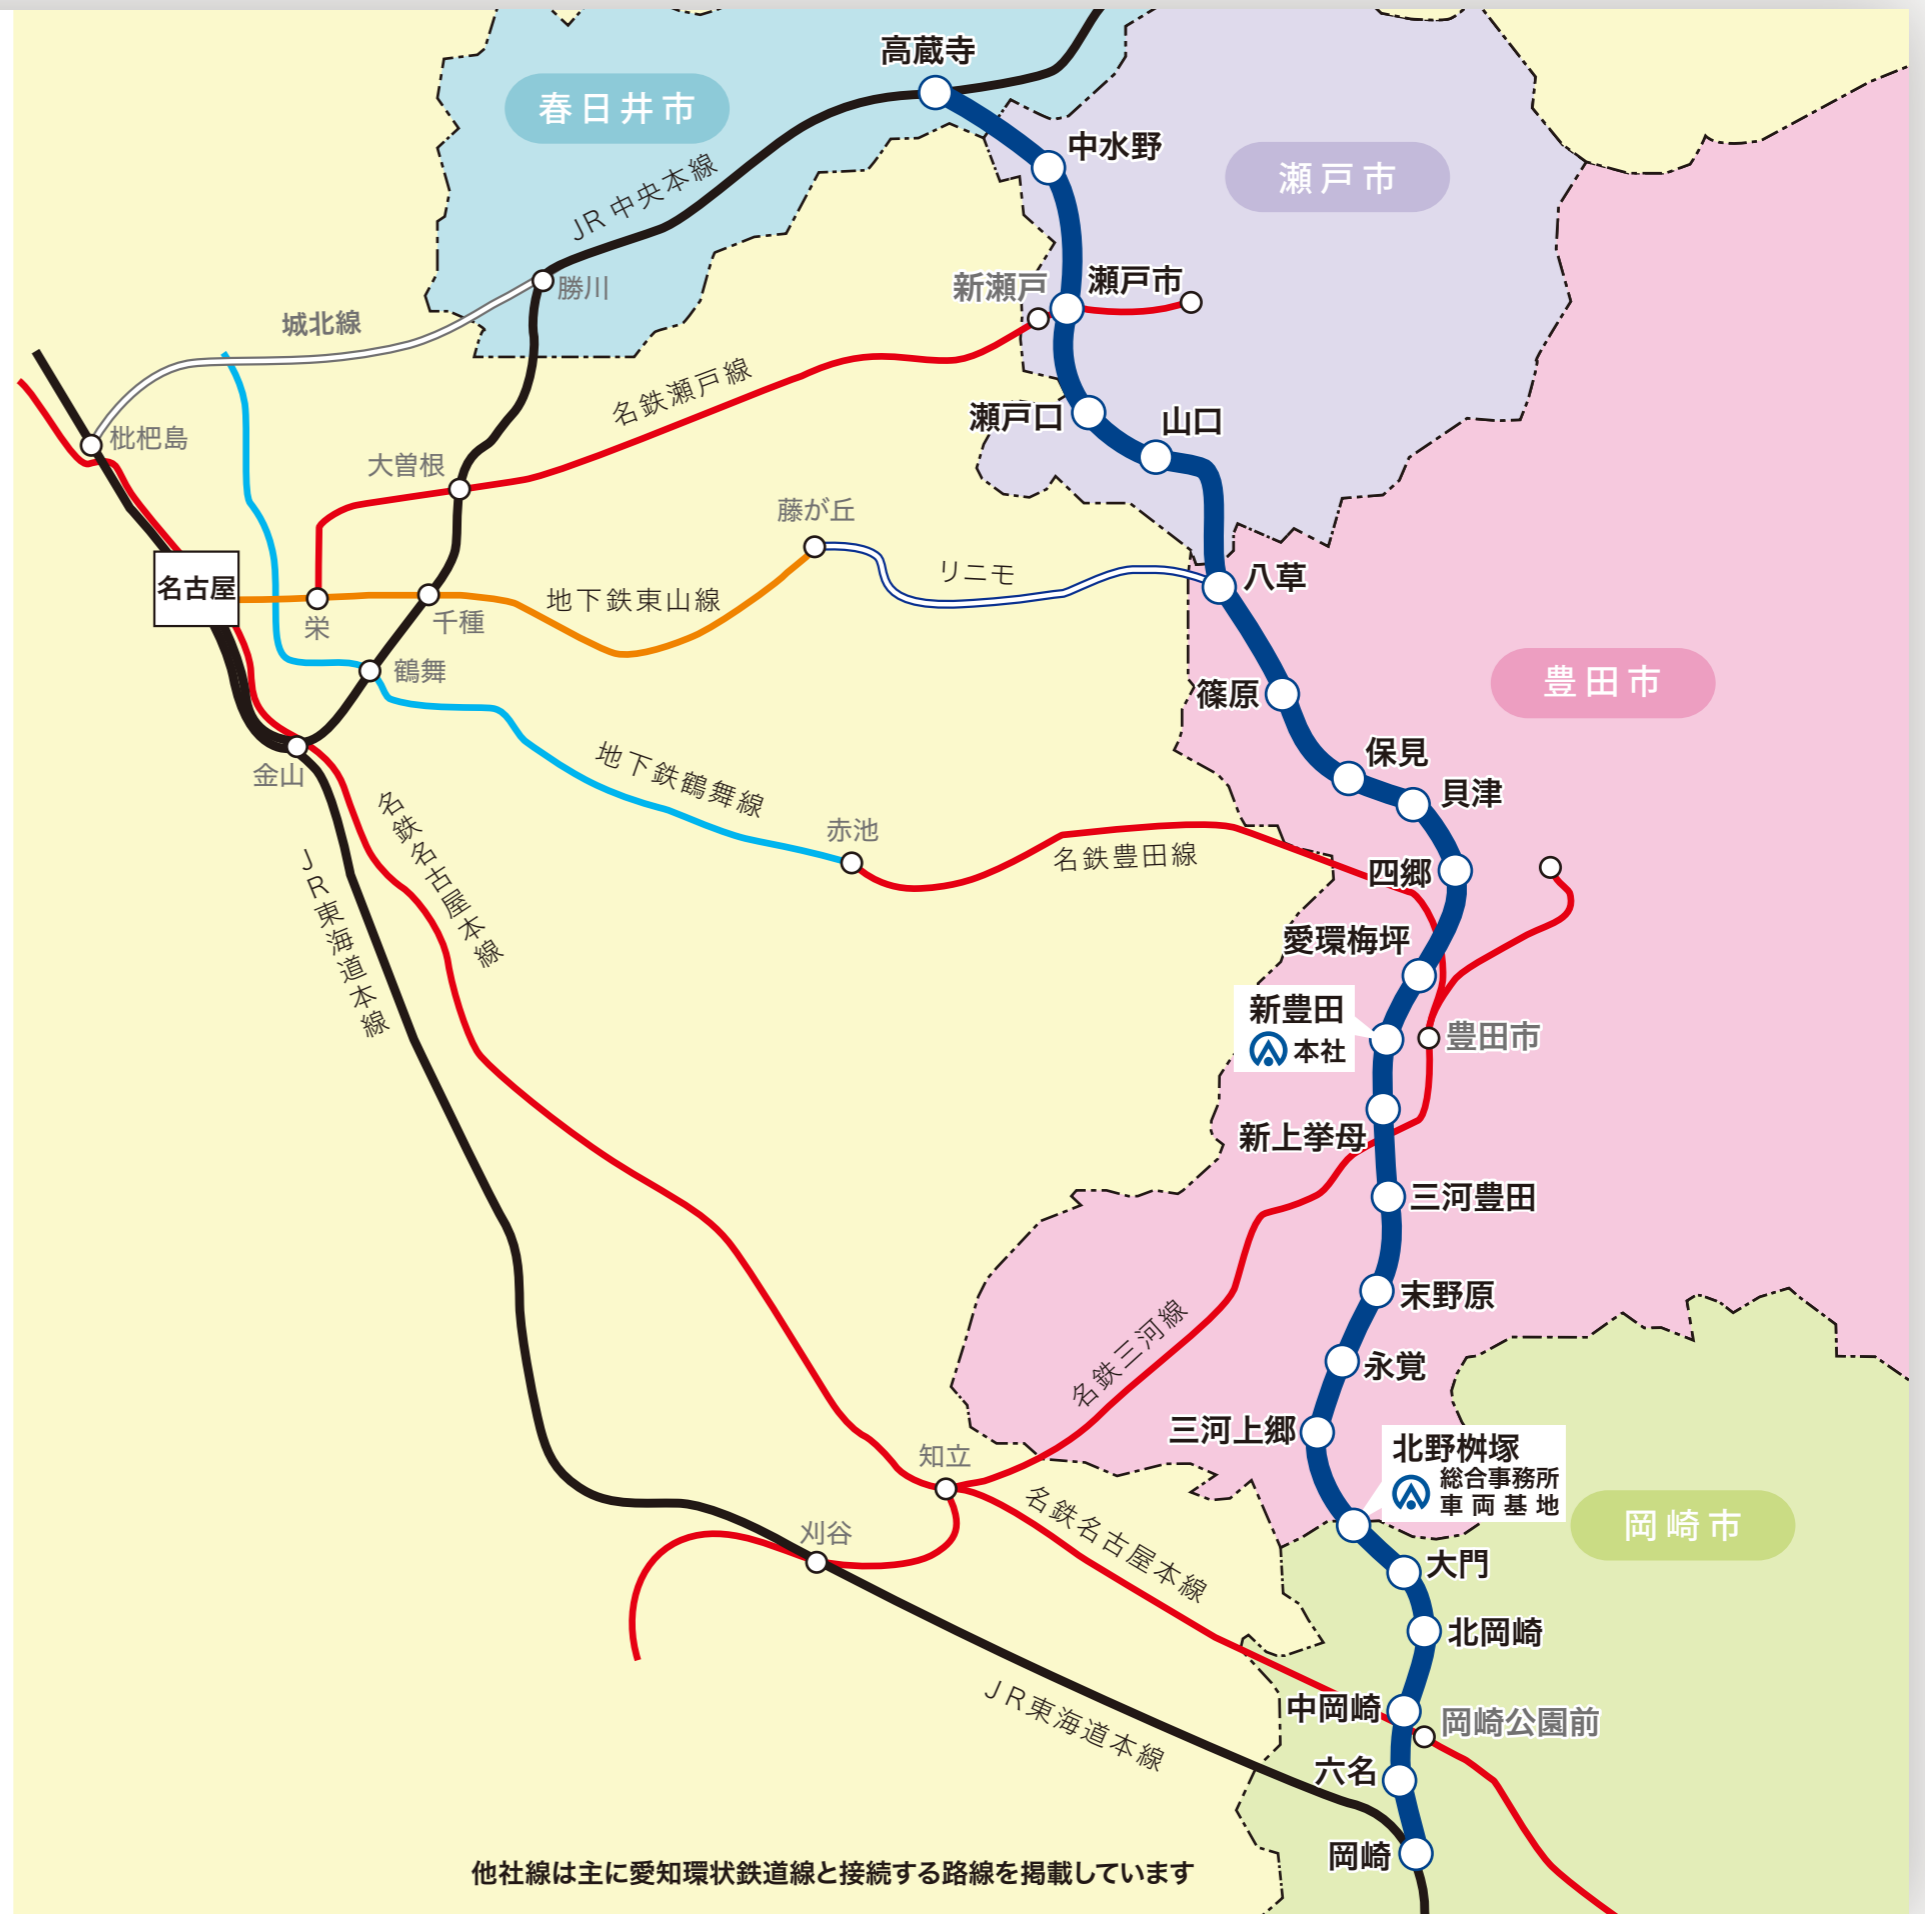 高蔵寺
春日井市
中水野
瀬戸市
JR 中央本線
新瀬戸
瀬戸市
勝川
城北線
名鉄瀬戸線
瀬戸口
山口
枇杷島
大曽根
藤が丘
リニモ
八草
名古屋
地下鉄東山線
栄
千種
鶴舞
豊田市
篠原
保見
地下鉄鶴舞線
金山
貝津
名鉄名古屋本線
赤池
名鉄豊田線
四郷
JR東海道本線
愛環梅坪
新豊田
本社
豊田市
新上挙母
三河豊田
末野原
名鉄三河線
永覚
三河上郷
北野桝塚
総合事務所
車両基地
知立
名鉄名古屋本線
岡崎市
刈谷
大門
北岡崎
JR東海道本線
中岡崎
岡崎公園前
六名
岡崎
他社線は主に愛知環状鉄道線と接続する路線を掲載しています